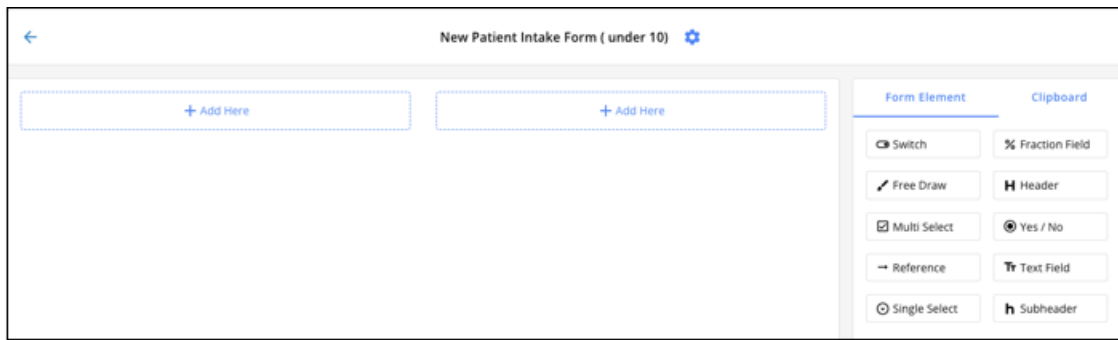 New Patient Intake Form ( under 10)
+ Add Here
+ Add Here
Form Element
Clipboard
Switch
% Fraction Field
Free Draw
H Header
Multi Select
Yes / No
Reference
Tr Text Field
Single Select
h Subheader